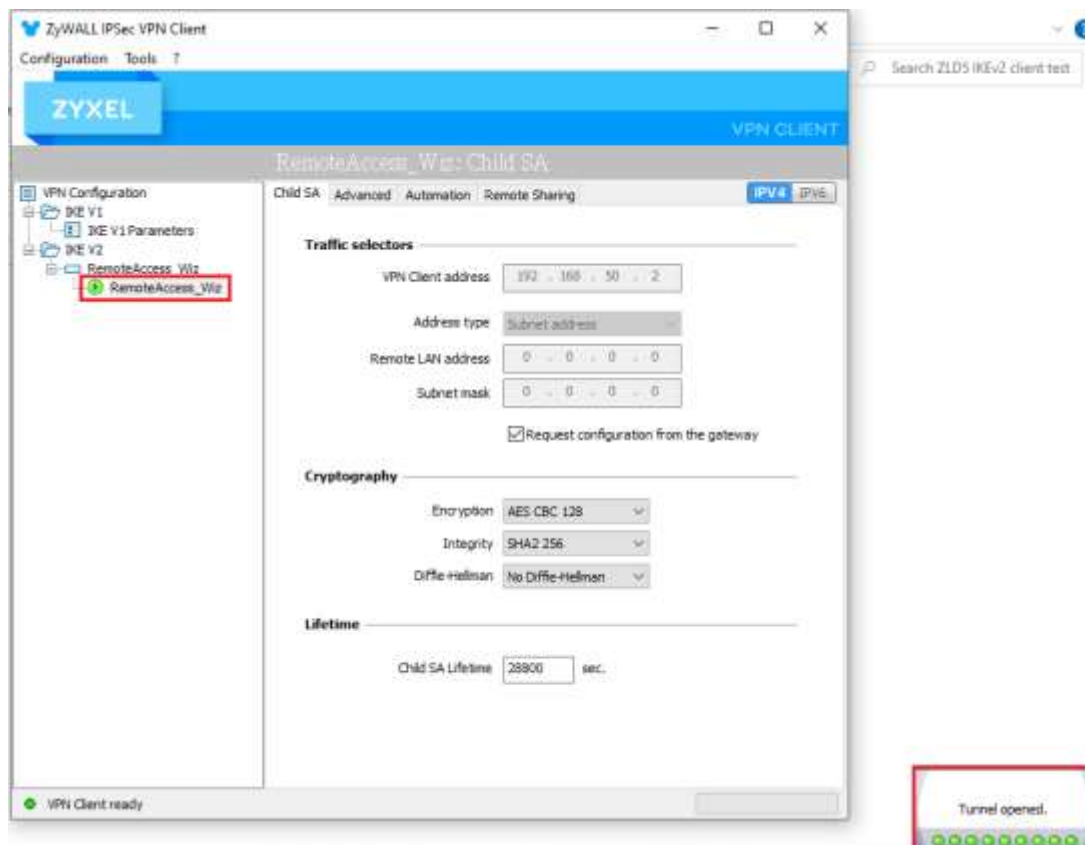 ZyWALL IPSec VPN Client
Configuration Tools ?
Search ZLD5 IKEv2 client test
ZYXEL
VPN CLIENT
RemoteAccess_Wiz: Child SA
VPN Configuration
IKE V1
IKE V1 Parameters
IKE V2
RemoteAccess_Wiz
RemoteAccess_Wiz
Child SA Advanced Automation Remote Sharing IPV4 IPV6
Traffic selectors
VPN Client address 192 . 168 . 50 . 2
Address type Subnet address
Remote LAN address 0 . 0 . 0 . 0
Subnet mask 0 . 0 . 0 . 0
Request configuration from the gateway
Cryptography
Encryption AES CBC 128
Integrity SHA2 256
Diffie-Hellman No Diffie-Hellman
Lifetime
Child SA Lifetime 28800 sec.
VPN Client ready
Tunnel opened.